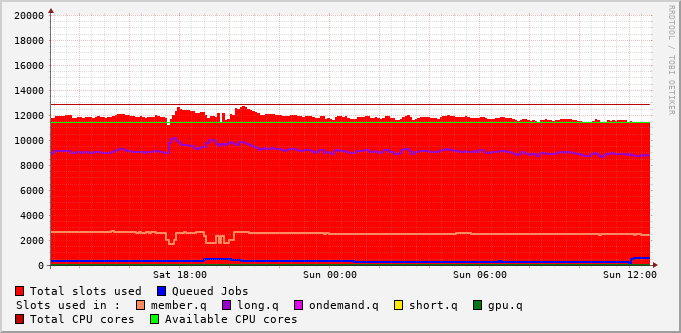 RRDTOOL / TOBI OETIKER
20000
18000
16000
14000
12000
10000
8000
6000
4000
2000
0
Sat 18:00 Sun 00:00 Sun 06:00 Sun 12:00
Total slots used Queued Jobs
Slots used in : member.q long.q ondemand.q short.q gpu.q
Total CPU cores Available CPU cores